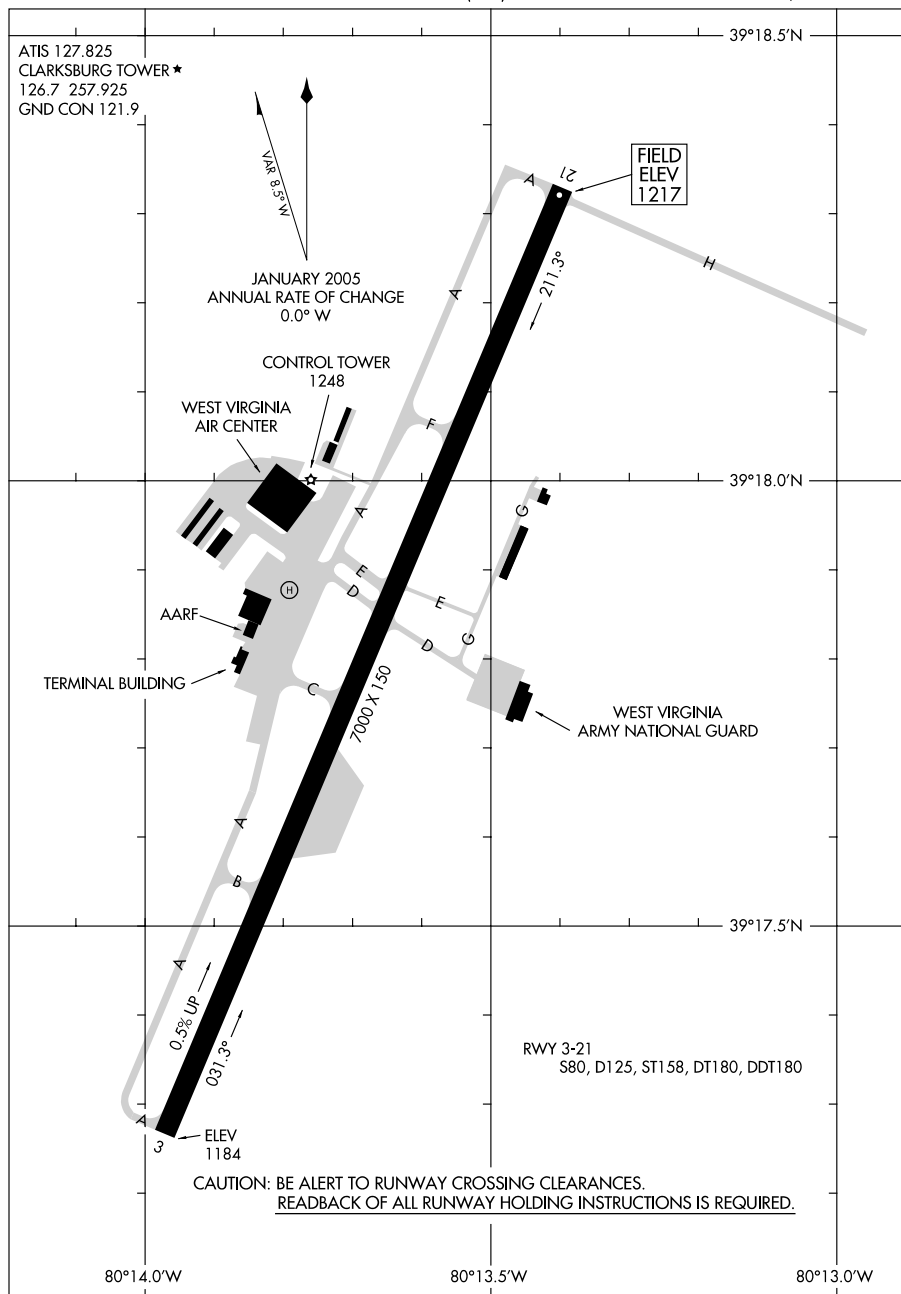 39°18.5'N
ATIS 127.825
CLARKSBURG TOWER ★
126.7 257.925
GND CON 121.9
VAR 8.5° W
JANUARY 2005
ANNUAL RATE OF CHANGE
0.0° W
FIELD
ELEV
1217
21
A
H
211.3°
A
CONTROL TOWER
1248
WEST VIRGINIA
AIR CENTER
F
39°18.0'N
A
G
E
D
H
E
AARF
G
D
TERMINAL BUILDING
C
7000 X 150
WEST VIRGINIA
ARMY NATIONAL GUARD
A
B
39°17.5'N
A
0.5% UP
031.3°
RWY 3-21
S80, D125, ST158, DT180, DDT180
A
3
ELEV
1184
CAUTION: BE ALERT TO RUNWAY CROSSING CLEARANCES.
READBACK OF ALL RUNWAY HOLDING INSTRUCTIONS IS REQUIRED.
80°14.0'W
80°13.5'W
80°13.0'W